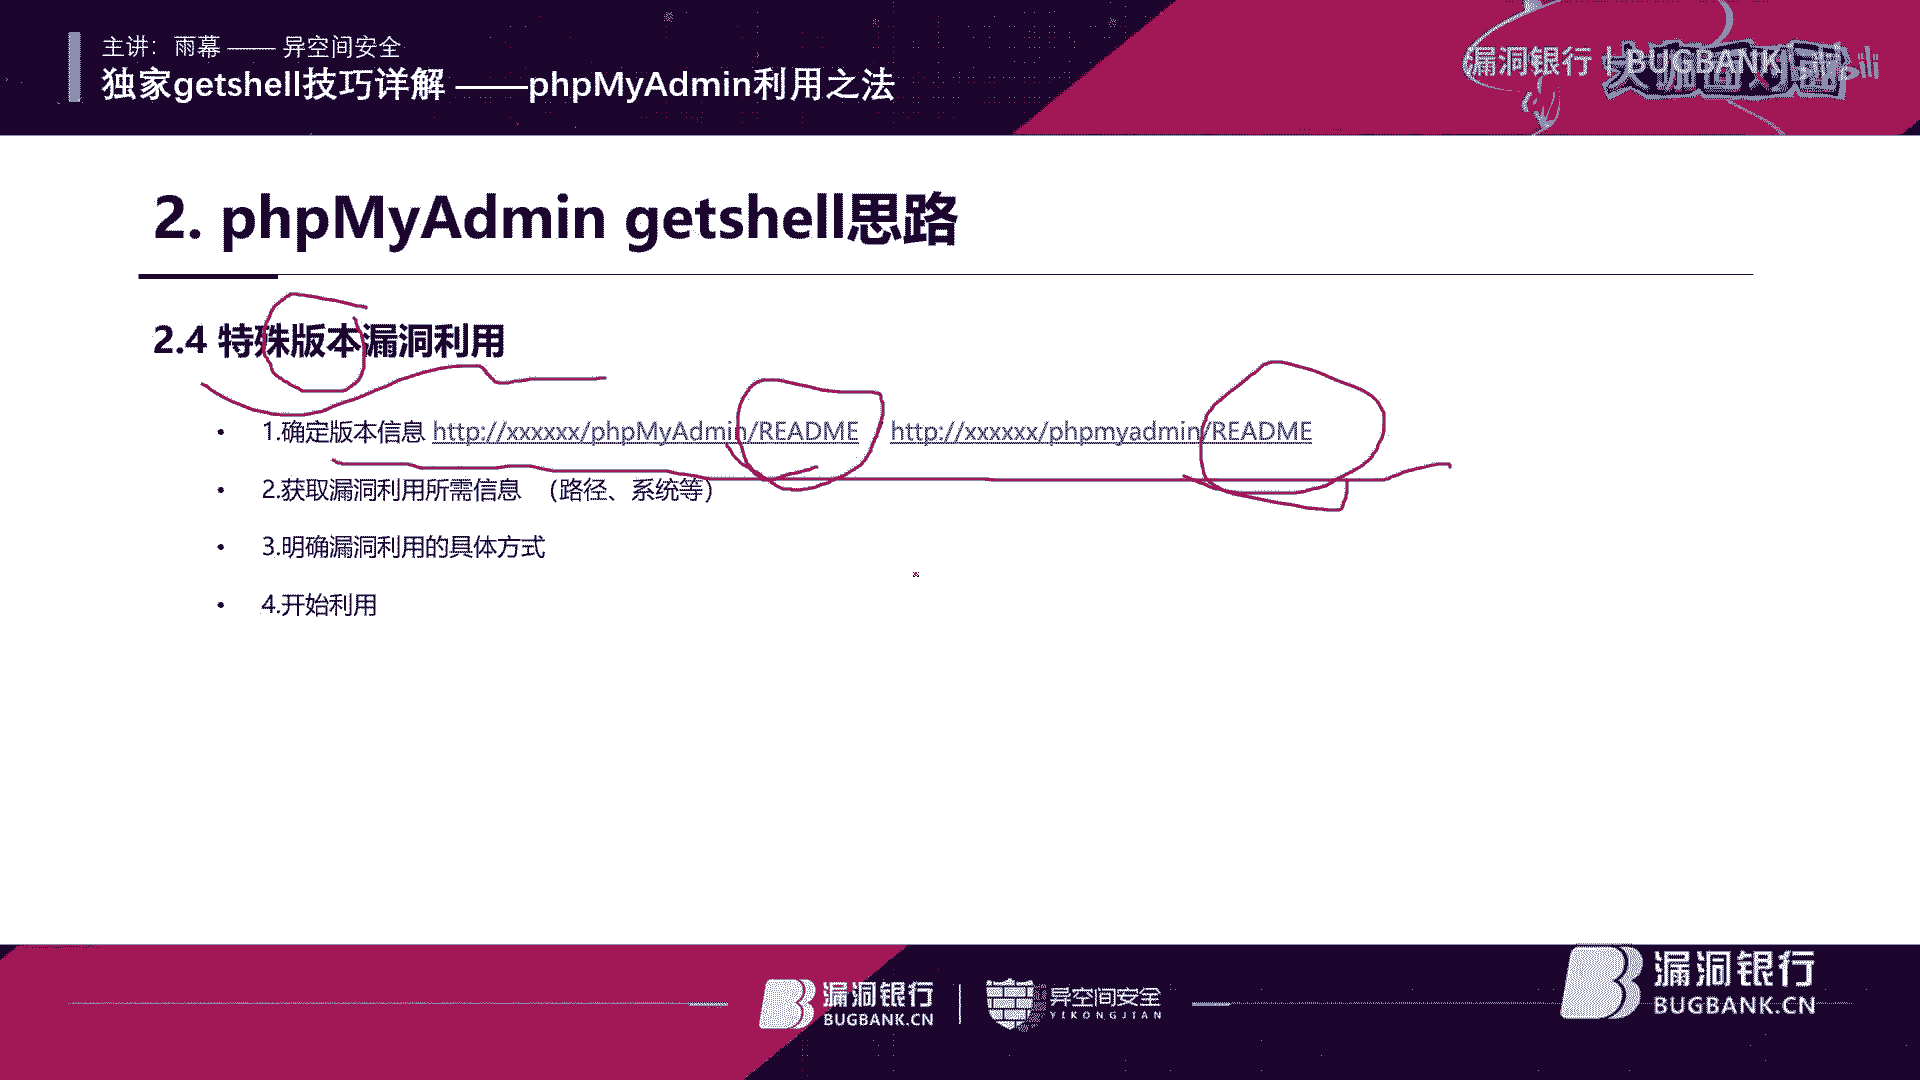 主讲：雨幕 —— 异空间安全
独家getshell技巧详解 ——phpMyAdmin利用之法
漏洞银行 | BUGBANK
2. phpMyAdmin getshell思路
2.4 特殊版本漏洞利用
• 1.确定版本信息 http://xxxxxx/phpMyAdmin/README http://xxxxxx/phpmyadmin/README
• 2.获取漏洞利用所需信息 （路径、系统等）
• 3.明确漏洞利用的具体方式
• 4.开始利用
漏洞银行
BUGBANK.CN
异空间安全
YIKONGJIAN
漏洞银行
BUGBANK.CN